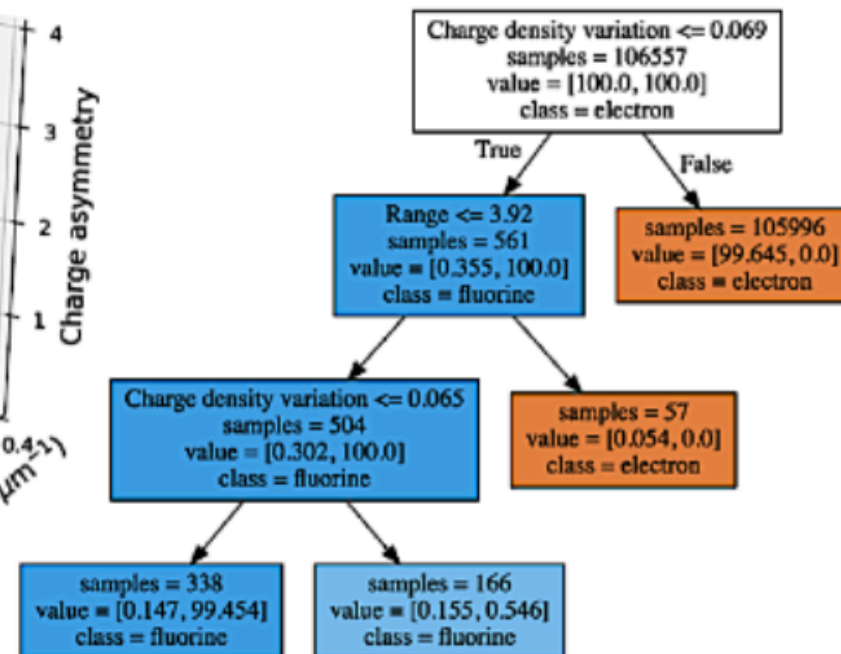 4
3
2
1
Charge asymmetry
0.4
μm⁻¹)
Charge density variation <= 0.069
samples = 106557
value = [100.0, 100.0]
class = electron
True
False
Range <= 3.92
samples = 561
value = [0.355, 100.0]
class = fluorine
samples = 105996
value = [99.645, 0.0]
class = electron
Charge density variation <= 0.065
samples = 504
value = [0.302, 100.0]
class = fluorine
samples = 57
value = [0.054, 0.0]
class = electron
samples = 338
value = [0.147, 99.454]
class = fluorine
samples = 166
value = [0.155, 0.546]
class = fluorine